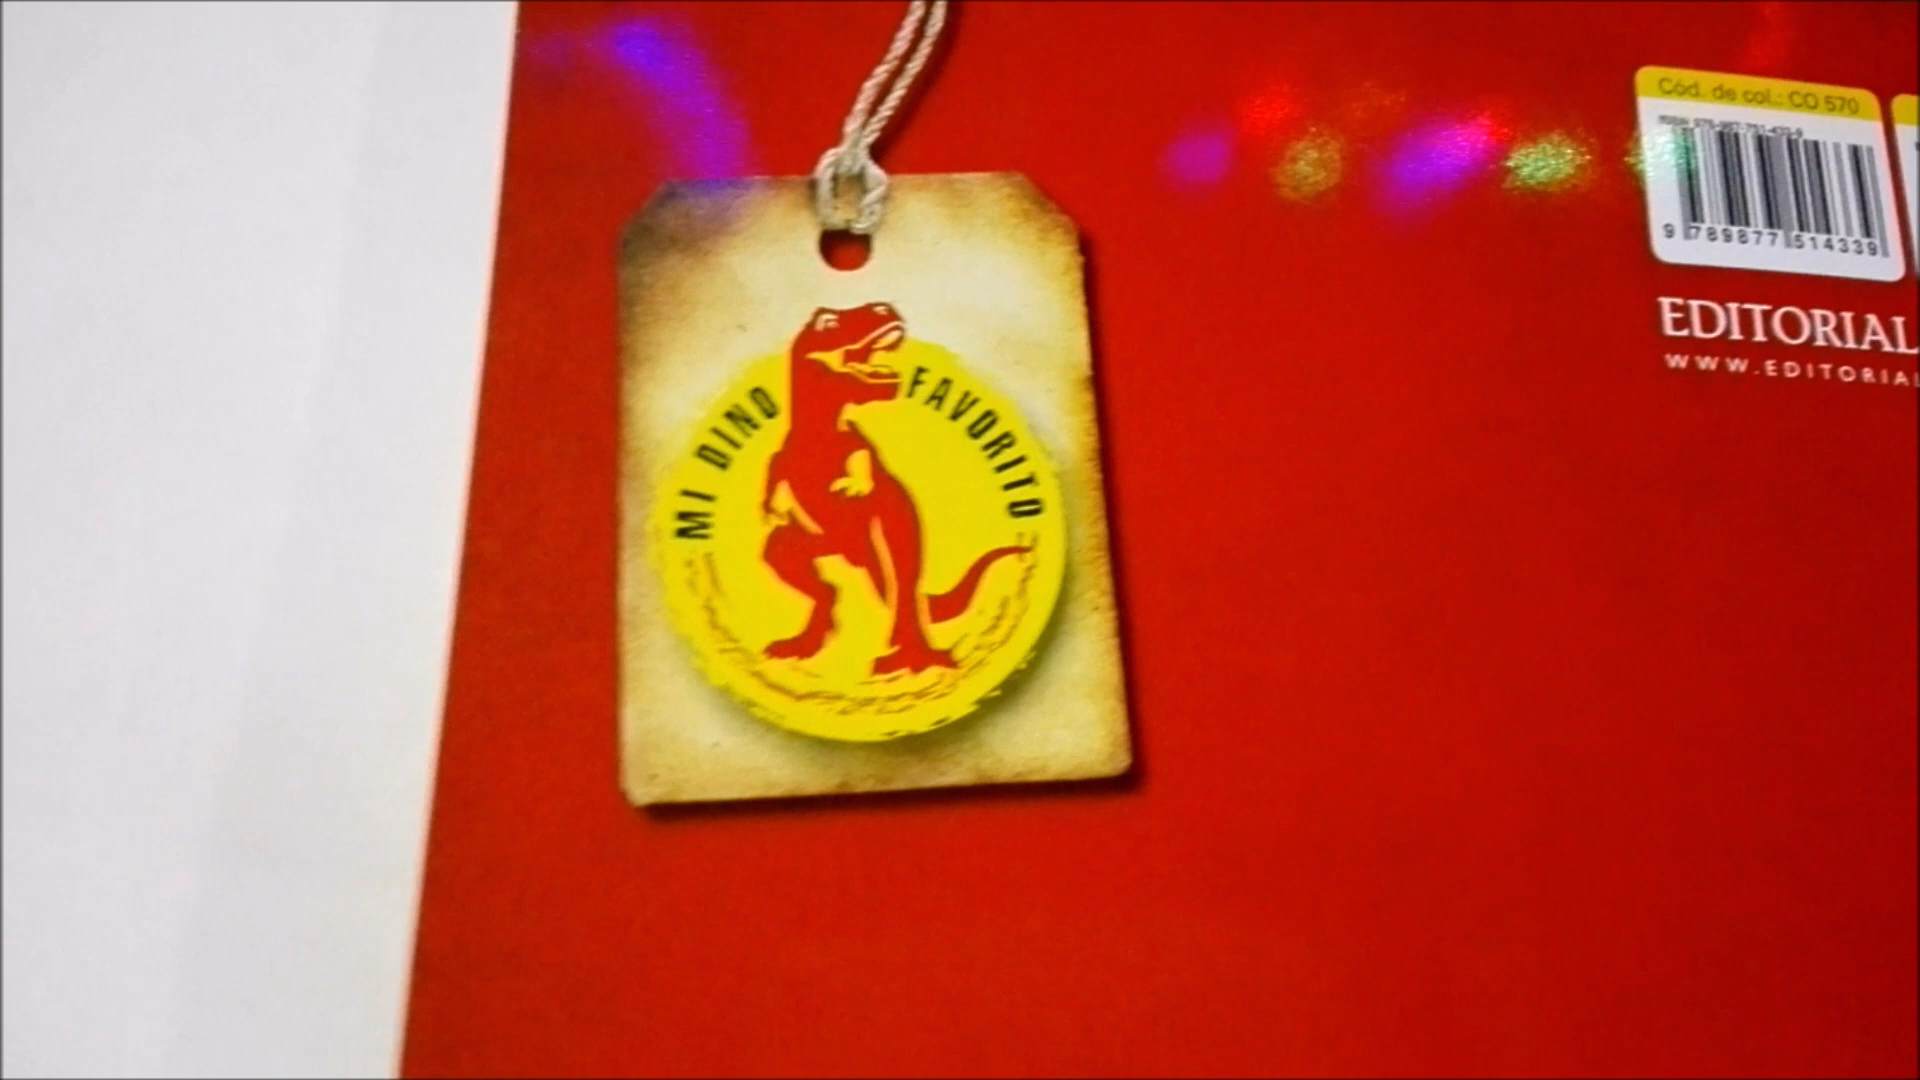 MI DINO FAVORITO
Cód. de col.: CO 570
9 789877 514339
EDITORIAL
WWW.EDITORIA